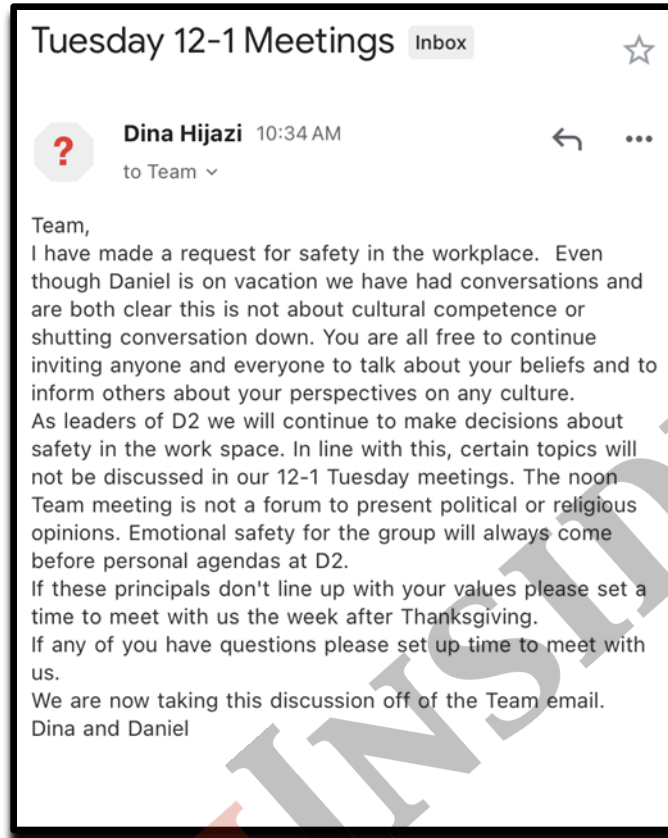 Tuesday 12-1 Meetings Inbox
?
Dina Hijazi 10:34 AM
to Team
Team,
I have made a request for safety in the workplace. Even
though Daniel is on vacation we have had conversations and
are both clear this is not about cultural competence or
shutting conversation down. You are all free to continue
inviting anyone and everyone to talk about your beliefs and to
inform others about your perspectives on any culture.
As leaders of D2 we will continue to make decisions about
safety in the work space. In line with this, certain topics will
not be discussed in our 12-1 Tuesday meetings. The noon
Team meeting is not a forum to present political or religious
opinions. Emotional safety for the group will always come
before personal agendas at D2.
If these principals don't line up with your values please set a
time to meet with us the week after Thanksgiving.
If any of you have questions please set up time to meet with
us.
We are now taking this discussion off of the Team email.
Dina and Daniel